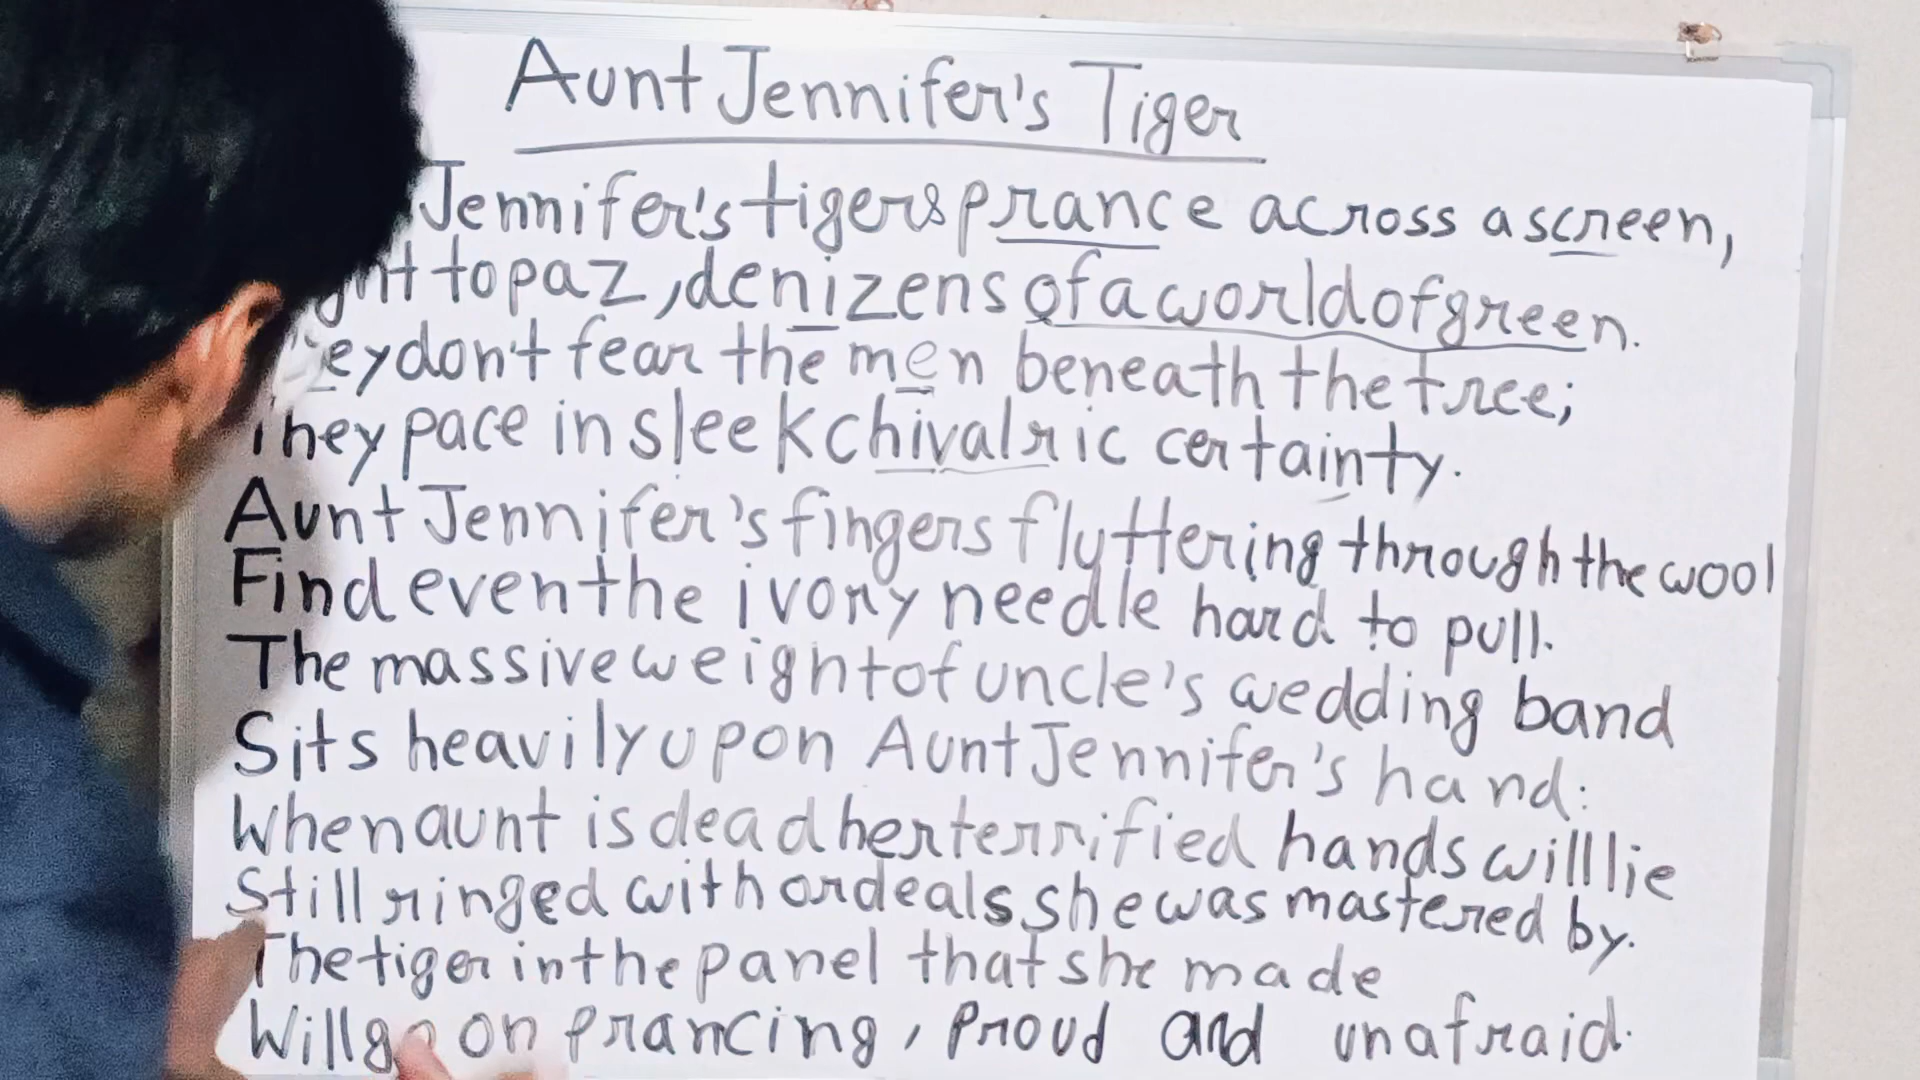 Aunt Jennifer's Tiger
Jennifer's tigers prance across a screen,
topaz, denizens of a world of green.
don't fear the men beneath the tree;
They pace in sleek chivalric certainty.
Aunt Jennifer's fingers fluttering through the wool
Find even the ivory needle hard to pull.
The massive weight of uncle's wedding band
Sits heavily upon Aunt Jennifer's hand:
When aunt is dead her terrified hands will lie
Still ringed with ordeals she was mastered by.
The tiger in the panel that she made
Will go on prancing, proud and unafraid.